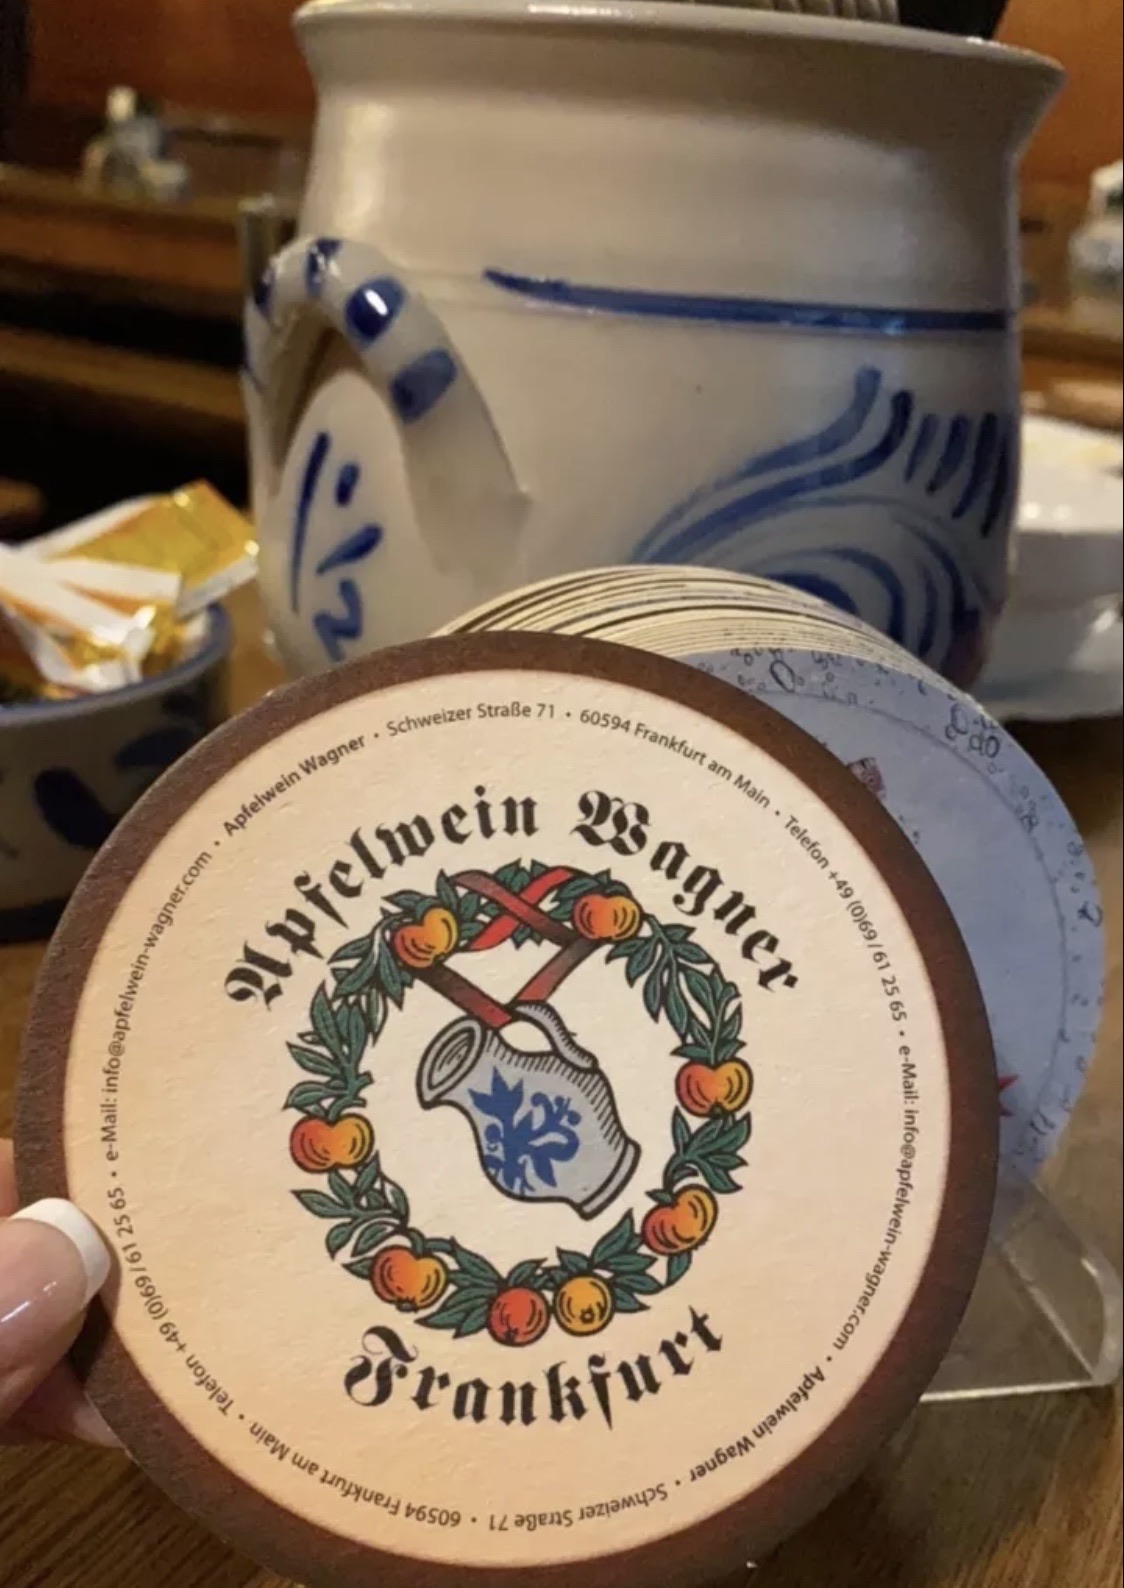 Apfelwein Wagner
Frankfurt
Apfelwein Wagner · Schweizer Straße 71 · 60594 Frankfurt am Main · Telefon +49 (0)69 / 61 25 65 · e-Mail: info@apfelwein-wagner.com · Apfelwein Wagner · Schweizer Straße 71 · 60594 Frankfurt am Main · Telefon +49 (0)69 / 61 25 65 · e-Mail: info@apfelwein-wagner.com ·